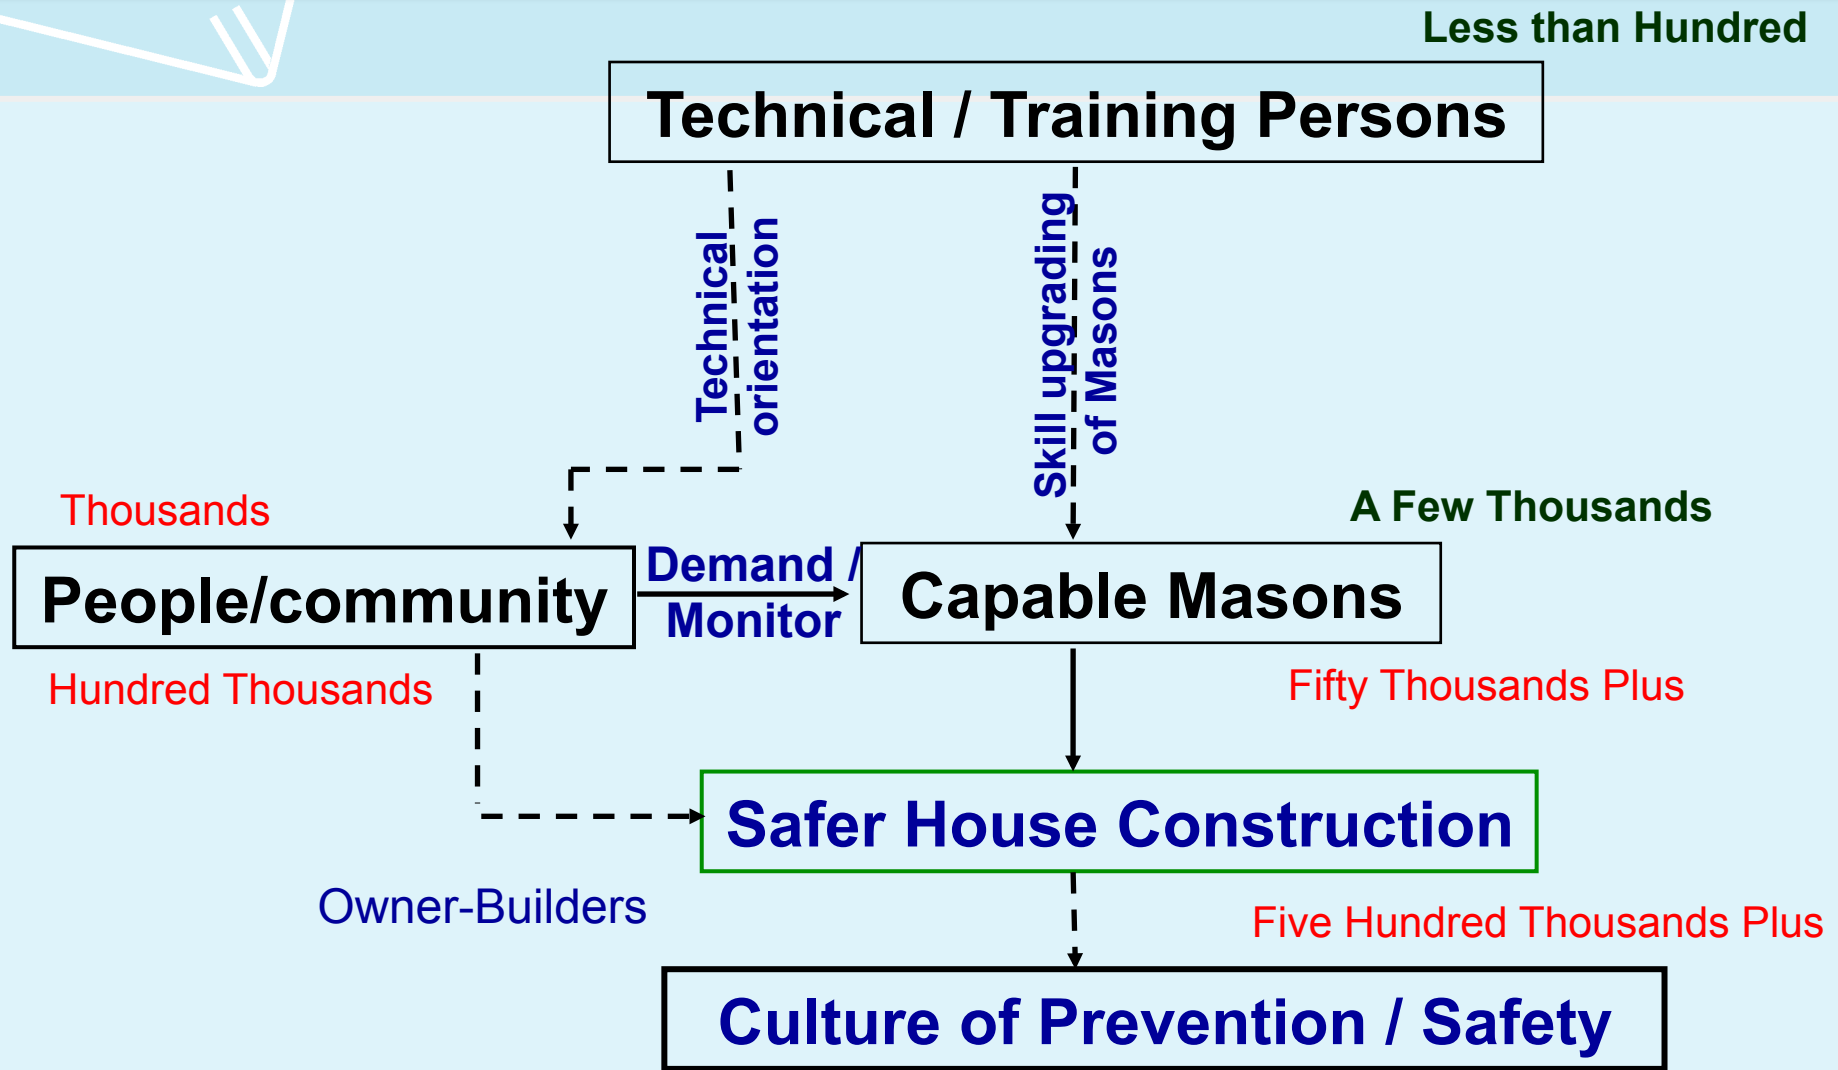 Less than Hundred
Technical / Training Persons
Technical
orientation
Skill upgrading
of Masons
Thousands
A Few Thousands
People/community
Demand /
Monitor
Capable Masons
Hundred Thousands
Fifty Thousands Plus
Safer House Construction
Owner-Builders
Five Hundred Thousands Plus
Culture of Prevention / Safety